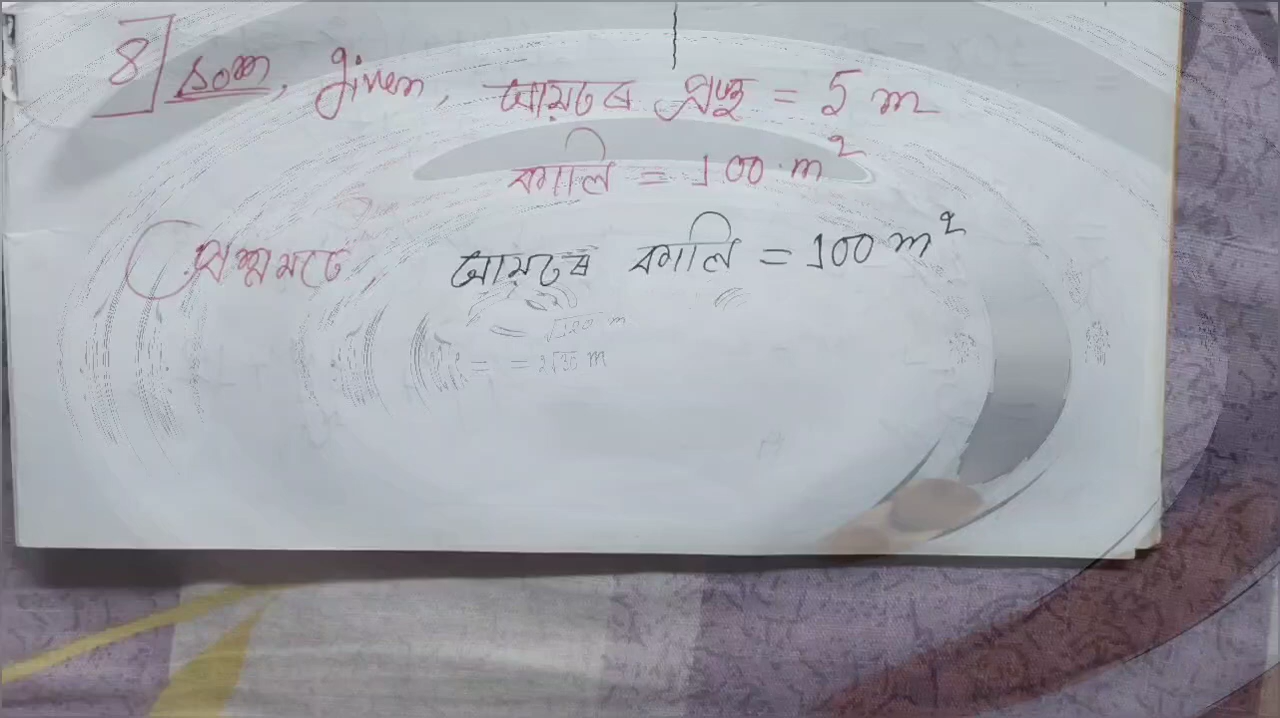 8] Soln, given, আয়তৰ প্ৰস্থ = 5 m
কালি = 100 m²
প্ৰশ্নমতে আয়তৰ কালি = 100 m²